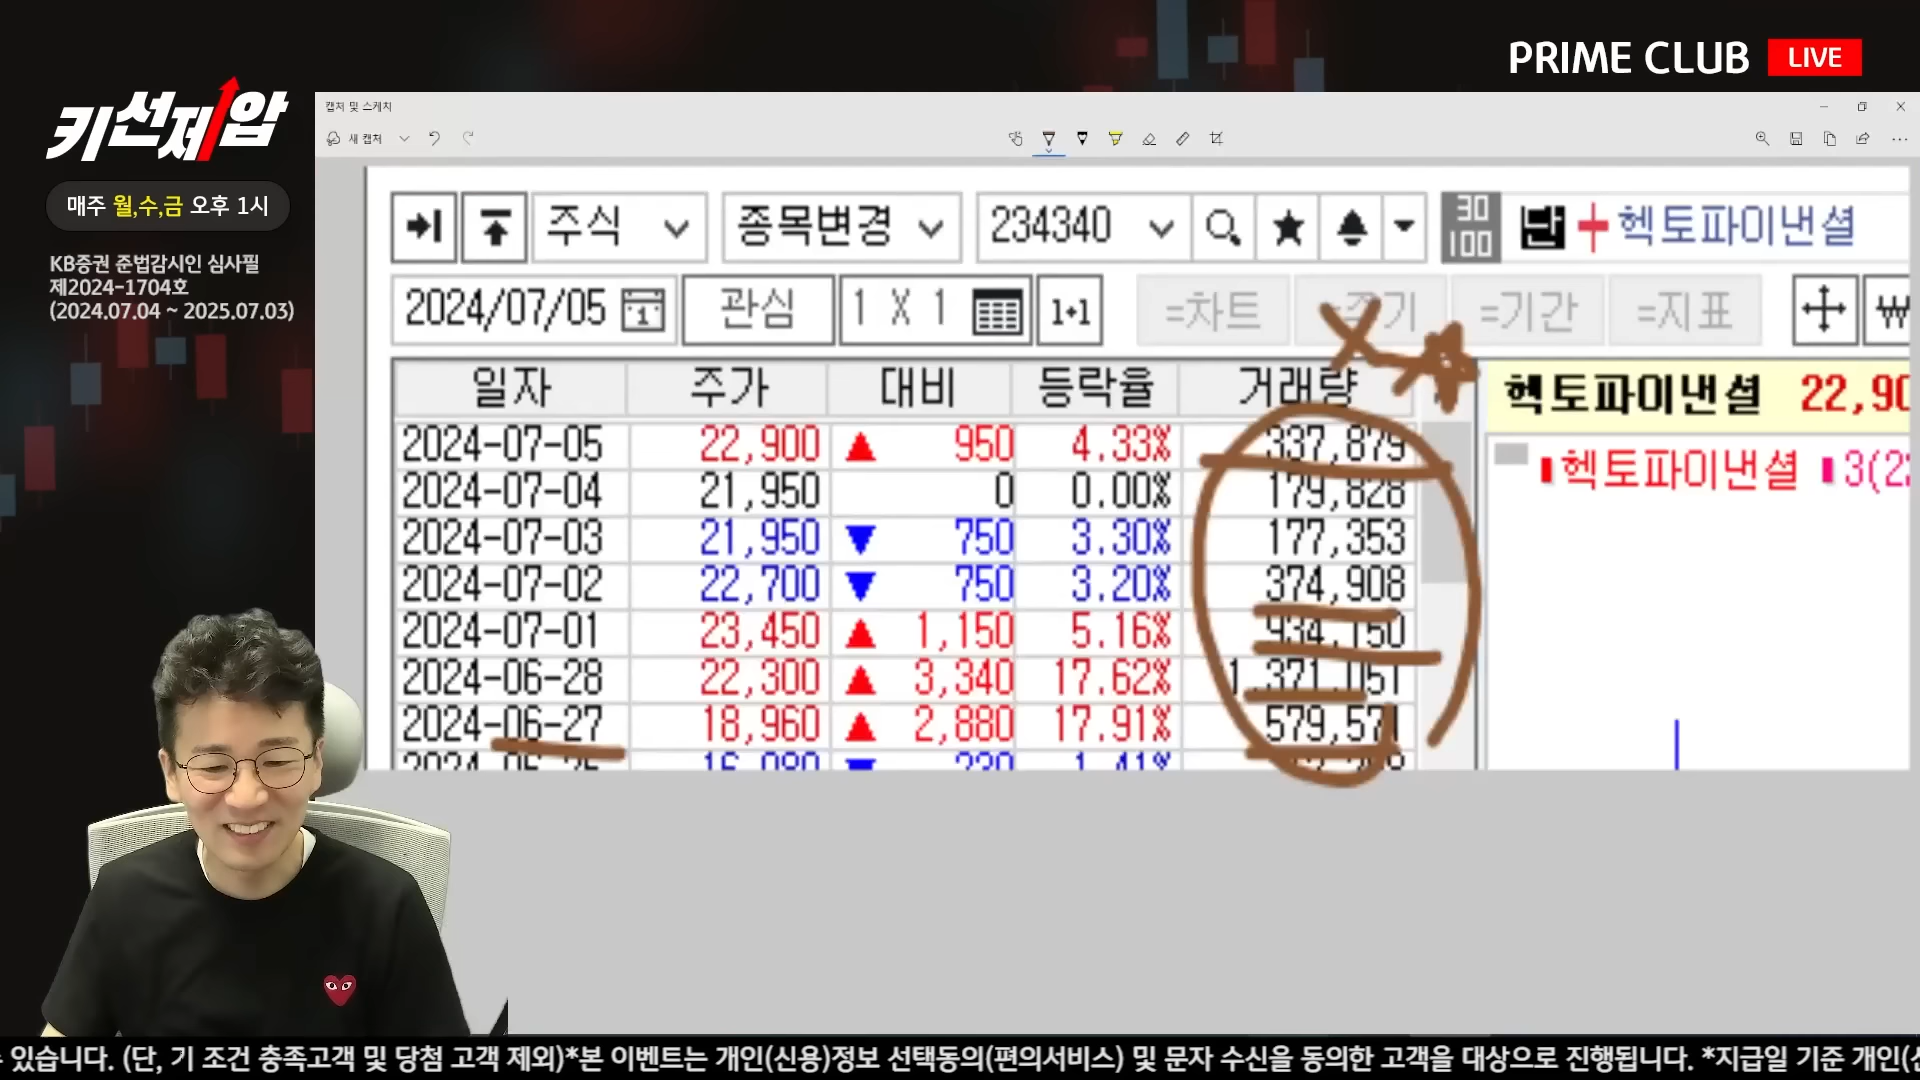 PRIME CLUB LIVE
키선제압
매주 월,수,금 오후 1시
KB증권 준법감시인 심사필
제2024-1704호
(2024.07.04 ~ 2025.07.03)
캡처 및 스케치
새 캡처
주식 종목변경 234340 30 100 헥토파이낸셜
2024/07/05 관심 1 X 1 1+1 =차트 =주기 =기간 =지표 ₩
일자 주가 대비 등락율 거래량
2024-07-05 22,900 ▲ 950 4.33% 337,879
2024-07-04 21,950 0 0.00% 179,828
2024-07-03 21,950 ▼ 750 3.30% 177,353
2024-07-02 22,700 ▼ 750 3.20% 374,908
2024-07-01 23,450 ▲ 1,150 5.16% 934,150
2024-06-28 22,300 ▲ 3,340 17.62% 1,371,051
2024-06-27 18,960 ▲ 2,880 17.91% 579,571
헥토파이낸셜 22,90
헥토파이낸셜 3(22
있습니다. (단, 기 조건 충족고객 및 당첨 고객 제외)*본 이벤트는 개인(신용)정보 선택동의(편의서비스) 및 문자 수신을 동의한 고객을 대상으로 진행됩니다. *지급일 기준 개인(신